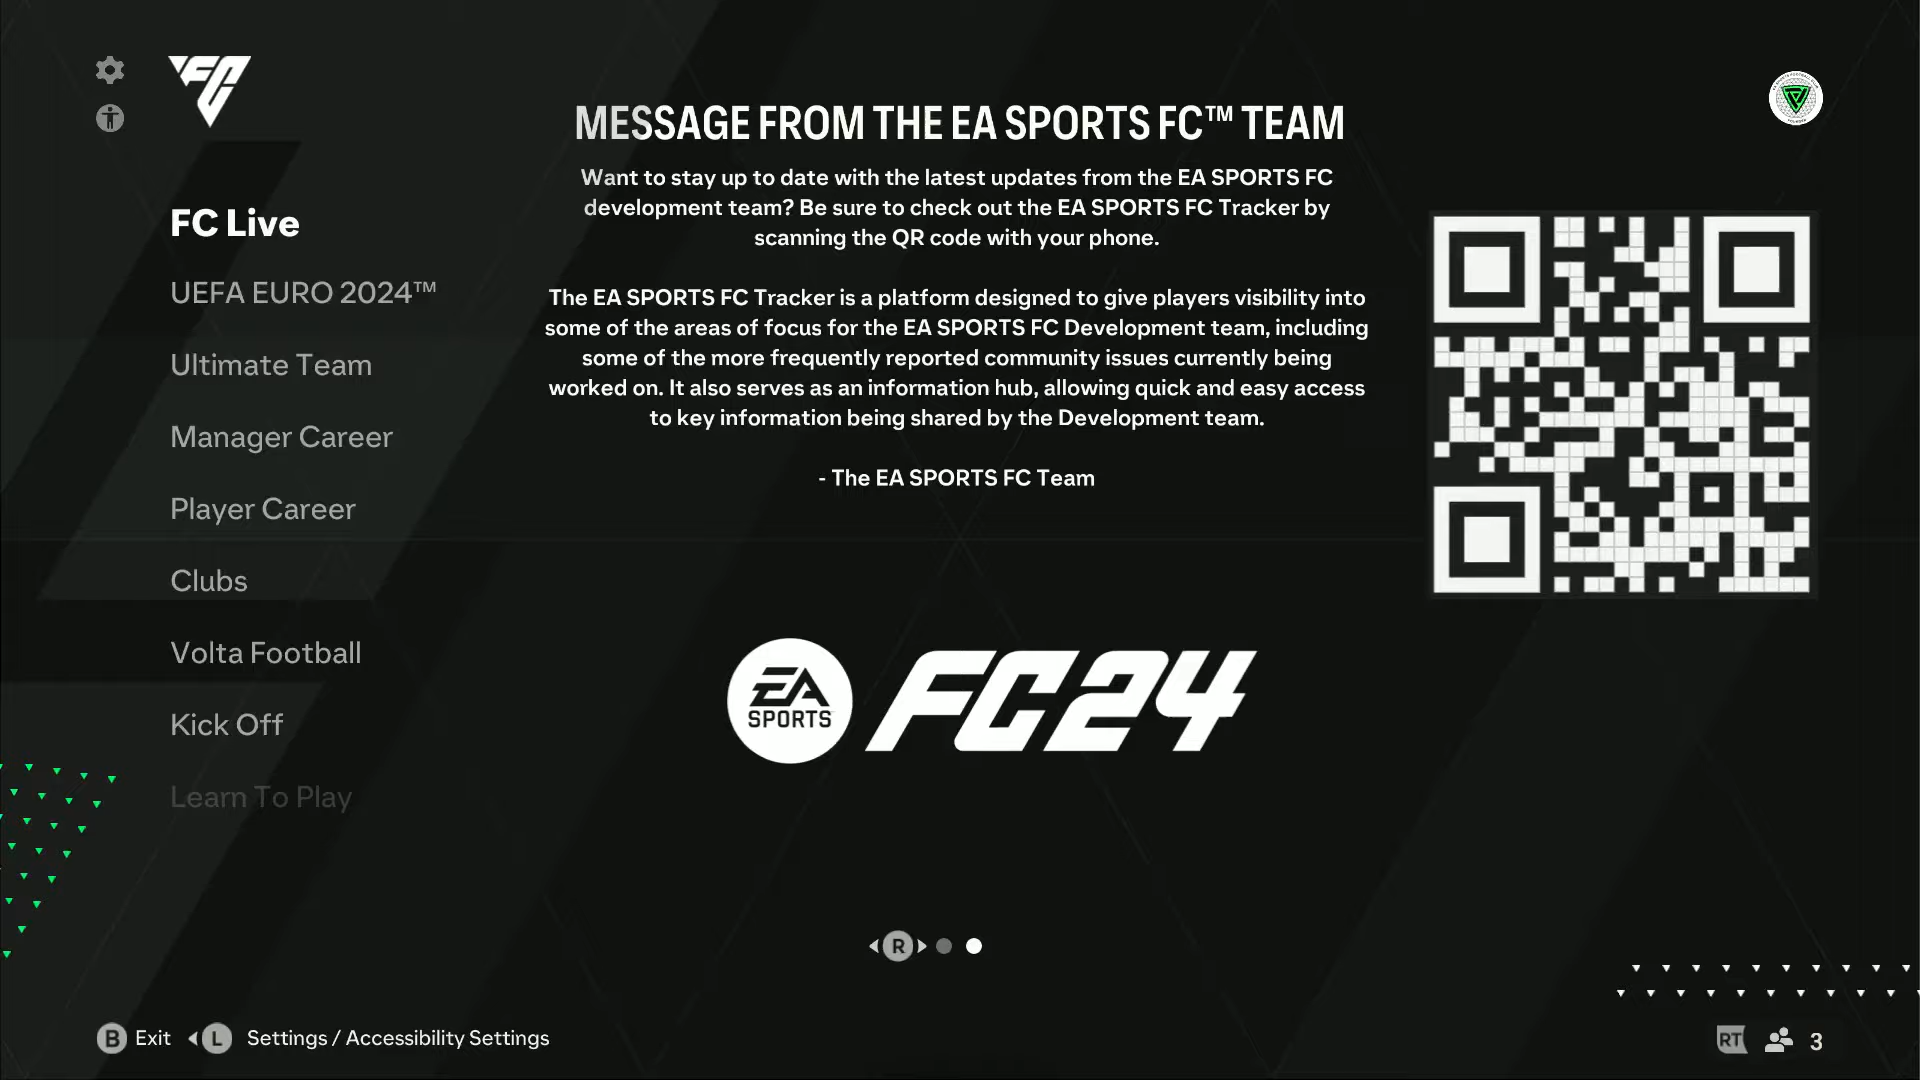 MESSAGE FROM THE EA SPORTS FC™ TEAM
Want to stay up to date with the latest updates from the EA SPORTS FC
development team? Be sure to check out the EA SPORTS FC Tracker by
scanning the QR code with your phone.
The EA SPORTS FC Tracker is a platform designed to give players visibility into
some of the areas of focus for the EA SPORTS FC Development team, including
some of the more frequently reported community issues currently being
worked on. It also serves as an information hub, allowing quick and easy access
to key information being shared by the Development team.
- The EA SPORTS FC Team
FC Live
UEFA EURO 2024™
Ultimate Team
Manager Career
Player Career
Clubs
Volta Football
Kick Off
Learn To Play
EA
SPORTS
FC24
R
B Exit L Settings / Accessibility Settings
RT 3